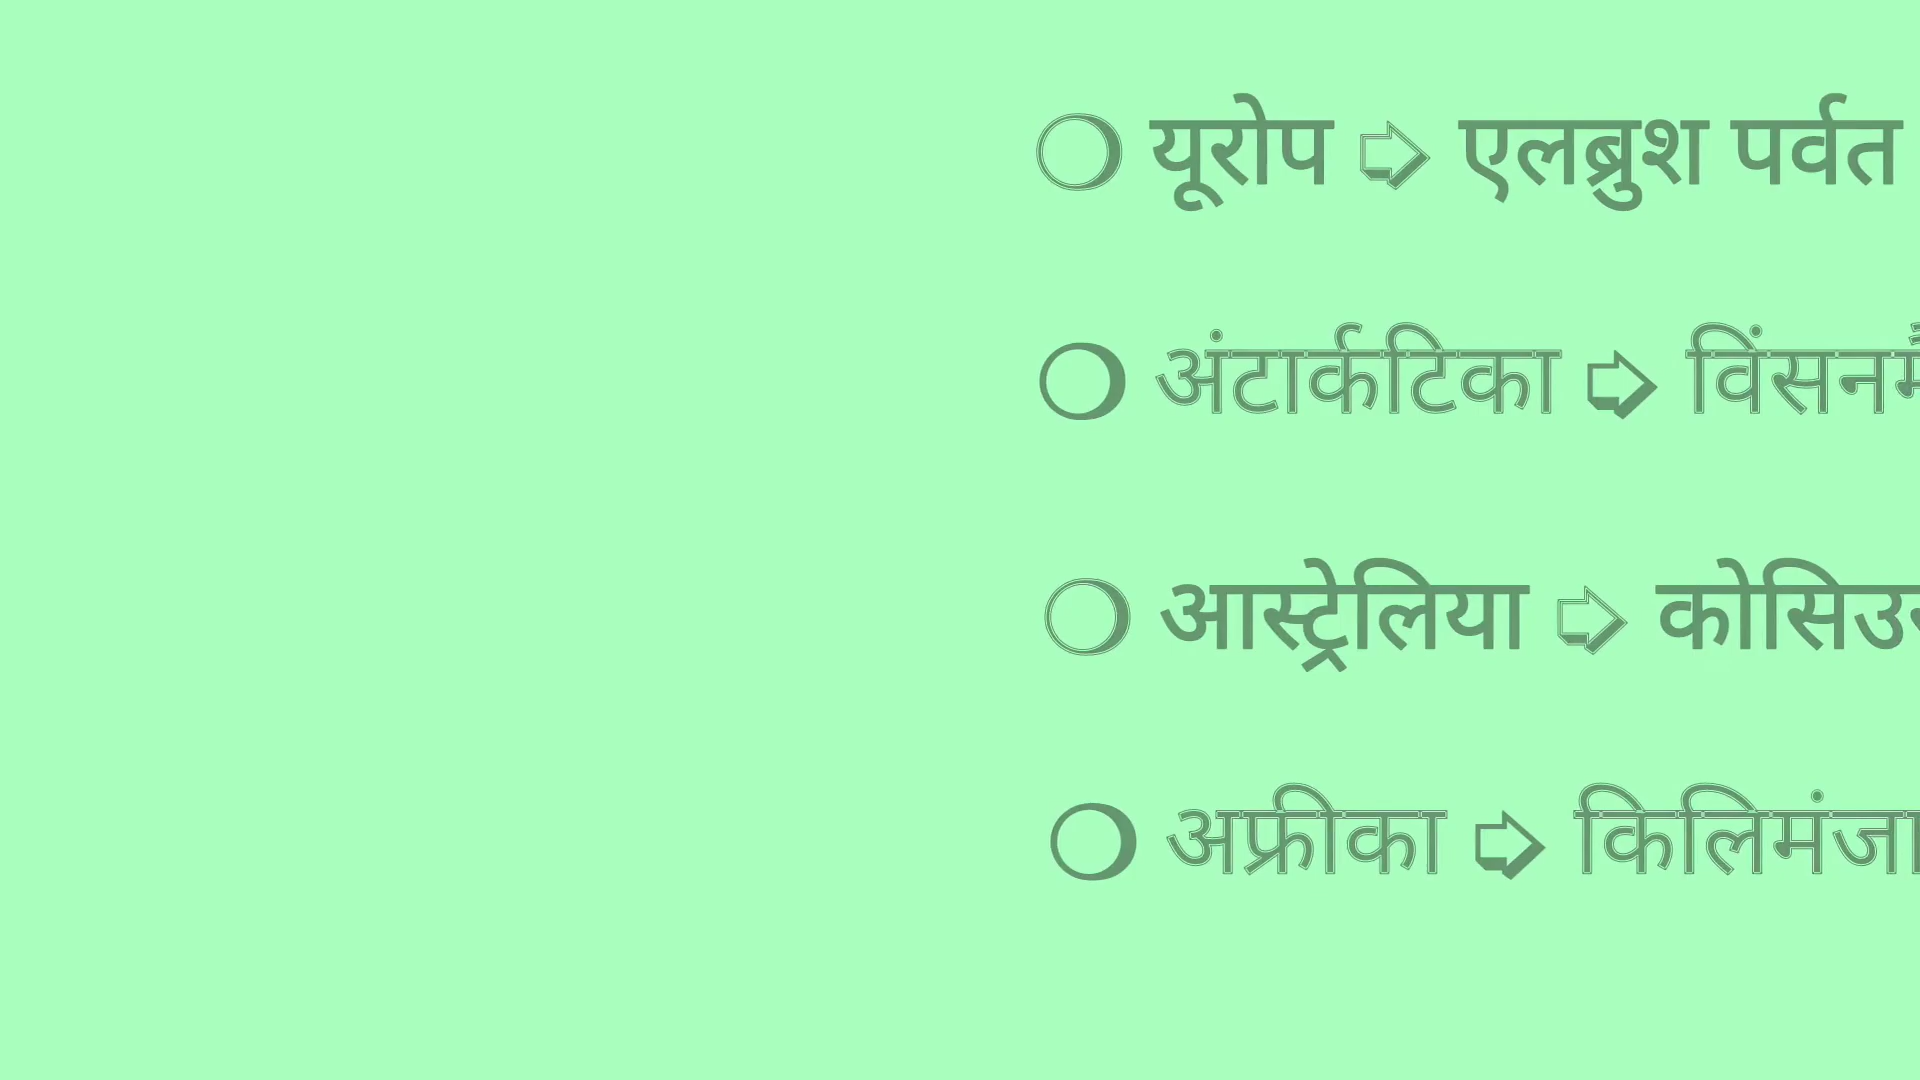 ❍ यूरोप ➩ एलब्रुश पर्वत
❍ अंटार्कटिका ➩
❍ आस्ट्रेलिया ➩
❍ अफ्रीका ➩